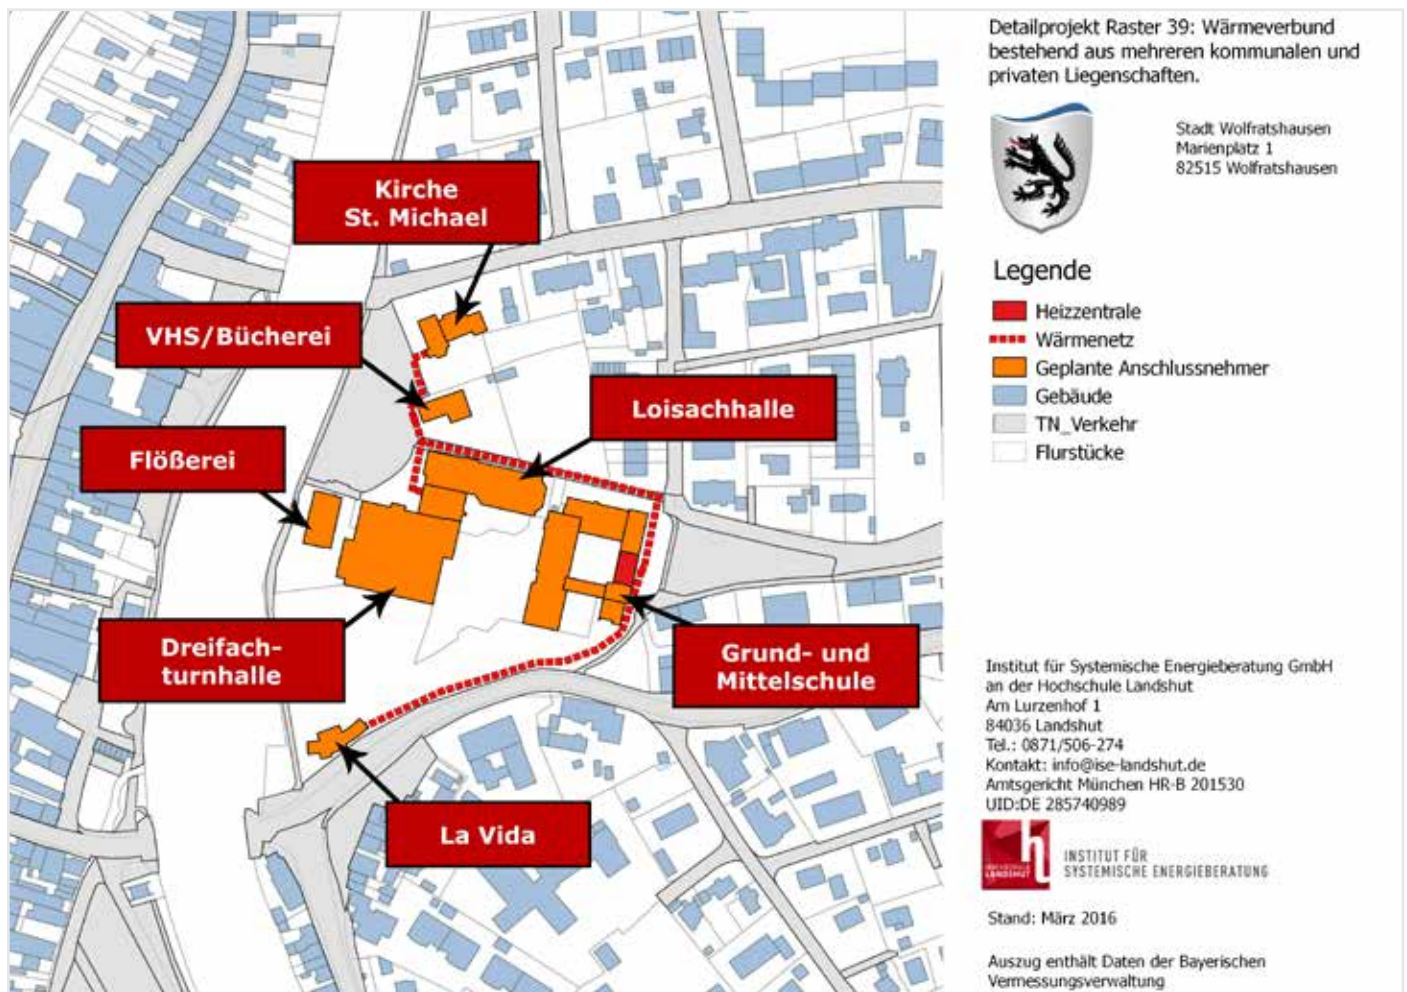 Detailprojekt Raster 39: Wärmeverbund
bestehend aus mehreren kommunalen und
privaten Liegenschaften.
Stadt Wolfratshausen
Marienplatz 1
82515 Wolfratshausen
Kirche
St. Michael
VHS/Bücherei
Loisachhalle
Flößerei
Dreifach-
turnhalle
Grund- und
Mittelschule
La Vida
Legende
Heizzentrale
Wärmenetz
Geplante Anschlussnehmer
Gebäude
TN_Verkehr
Flurstücke
Institut für Systemische Energieberatung GmbH
an der Hochschule Landshut
Am Lurzenhof 1
84036 Landshut
Tel.: 0871/506-274
Kontakt: info@ise-landshut.de
Amtsgericht München HR-B 201530
UID:DE 285740989
HOCHSCHULE
LANDSHUT
INSTITUT FÜR
SYSTEMISCHE ENERGIEBERATUNG
Stand: März 2016
Auszug enthält Daten der Bayerischen
Vermessungsverwaltung